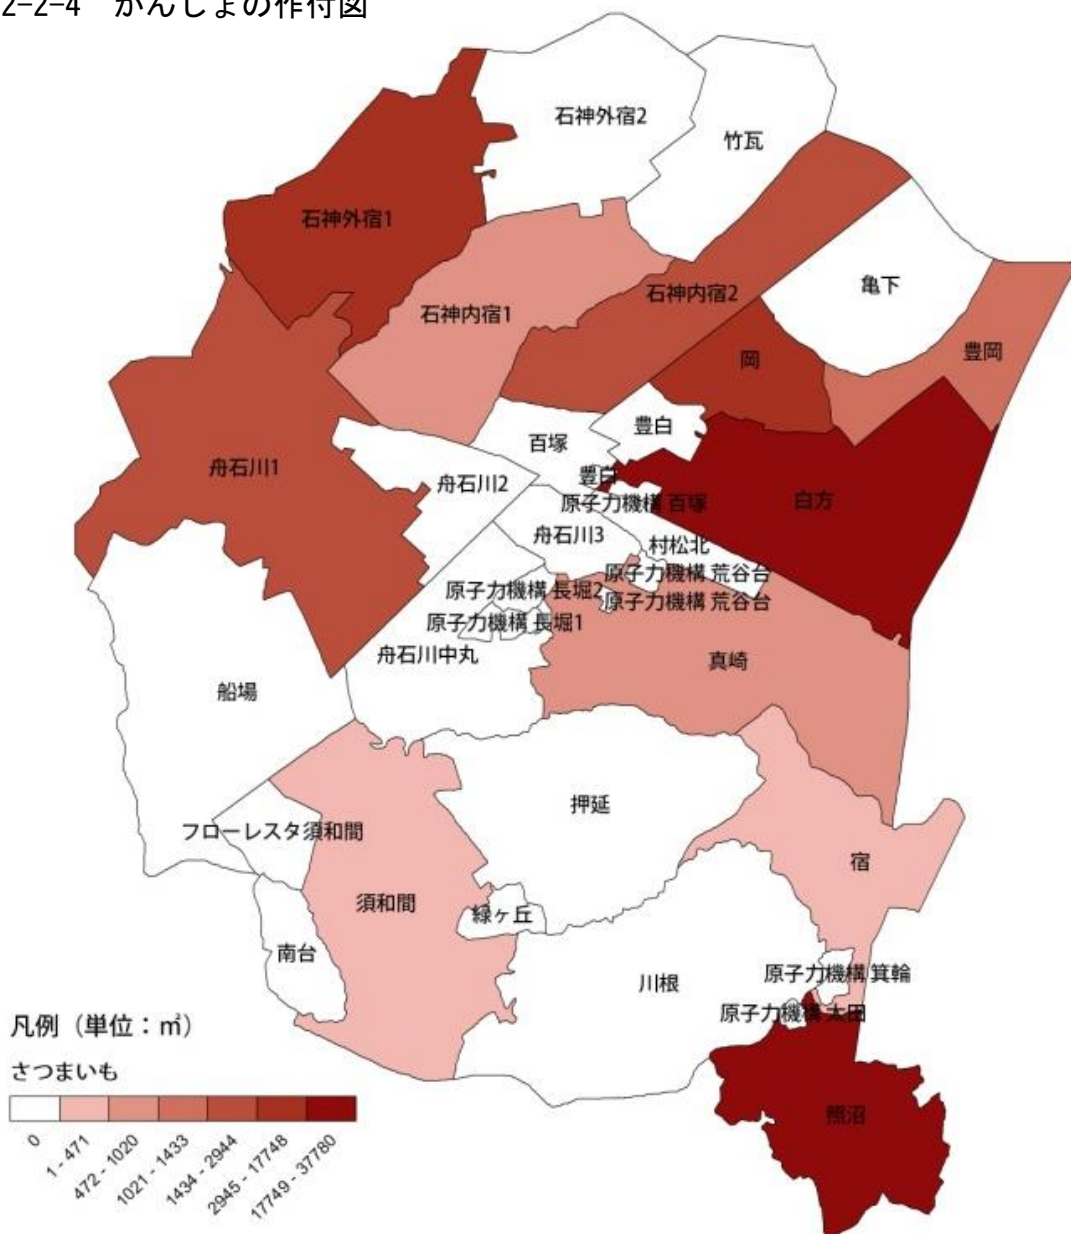 2-2-4 かんしょの作付図
石神外宿2
竹瓦
石神外宿1
亀下
石神内宿2
石神内宿1
豊岡
岡
豊白
百塚
舟石川1
豊白
舟石川2
白方
原子力機構 百塚
舟石川3
村松北
原子力機構 荒谷台
原子力機構 長堀2
原子力機構 荒谷台
原子力機構 長堀1
舟石川中丸
真崎
船場
押延
フローレスタ須和間
宿
須和間
緑ヶ丘
南台
原子力機構 箕輪
川根
原子力機構 太田
凡例（単位：㎡）
さつまいも
照沼
0
1 - 471
472 - 1020
1021 - 1433
1434 - 2944
2945 - 17748
17749 - 37780